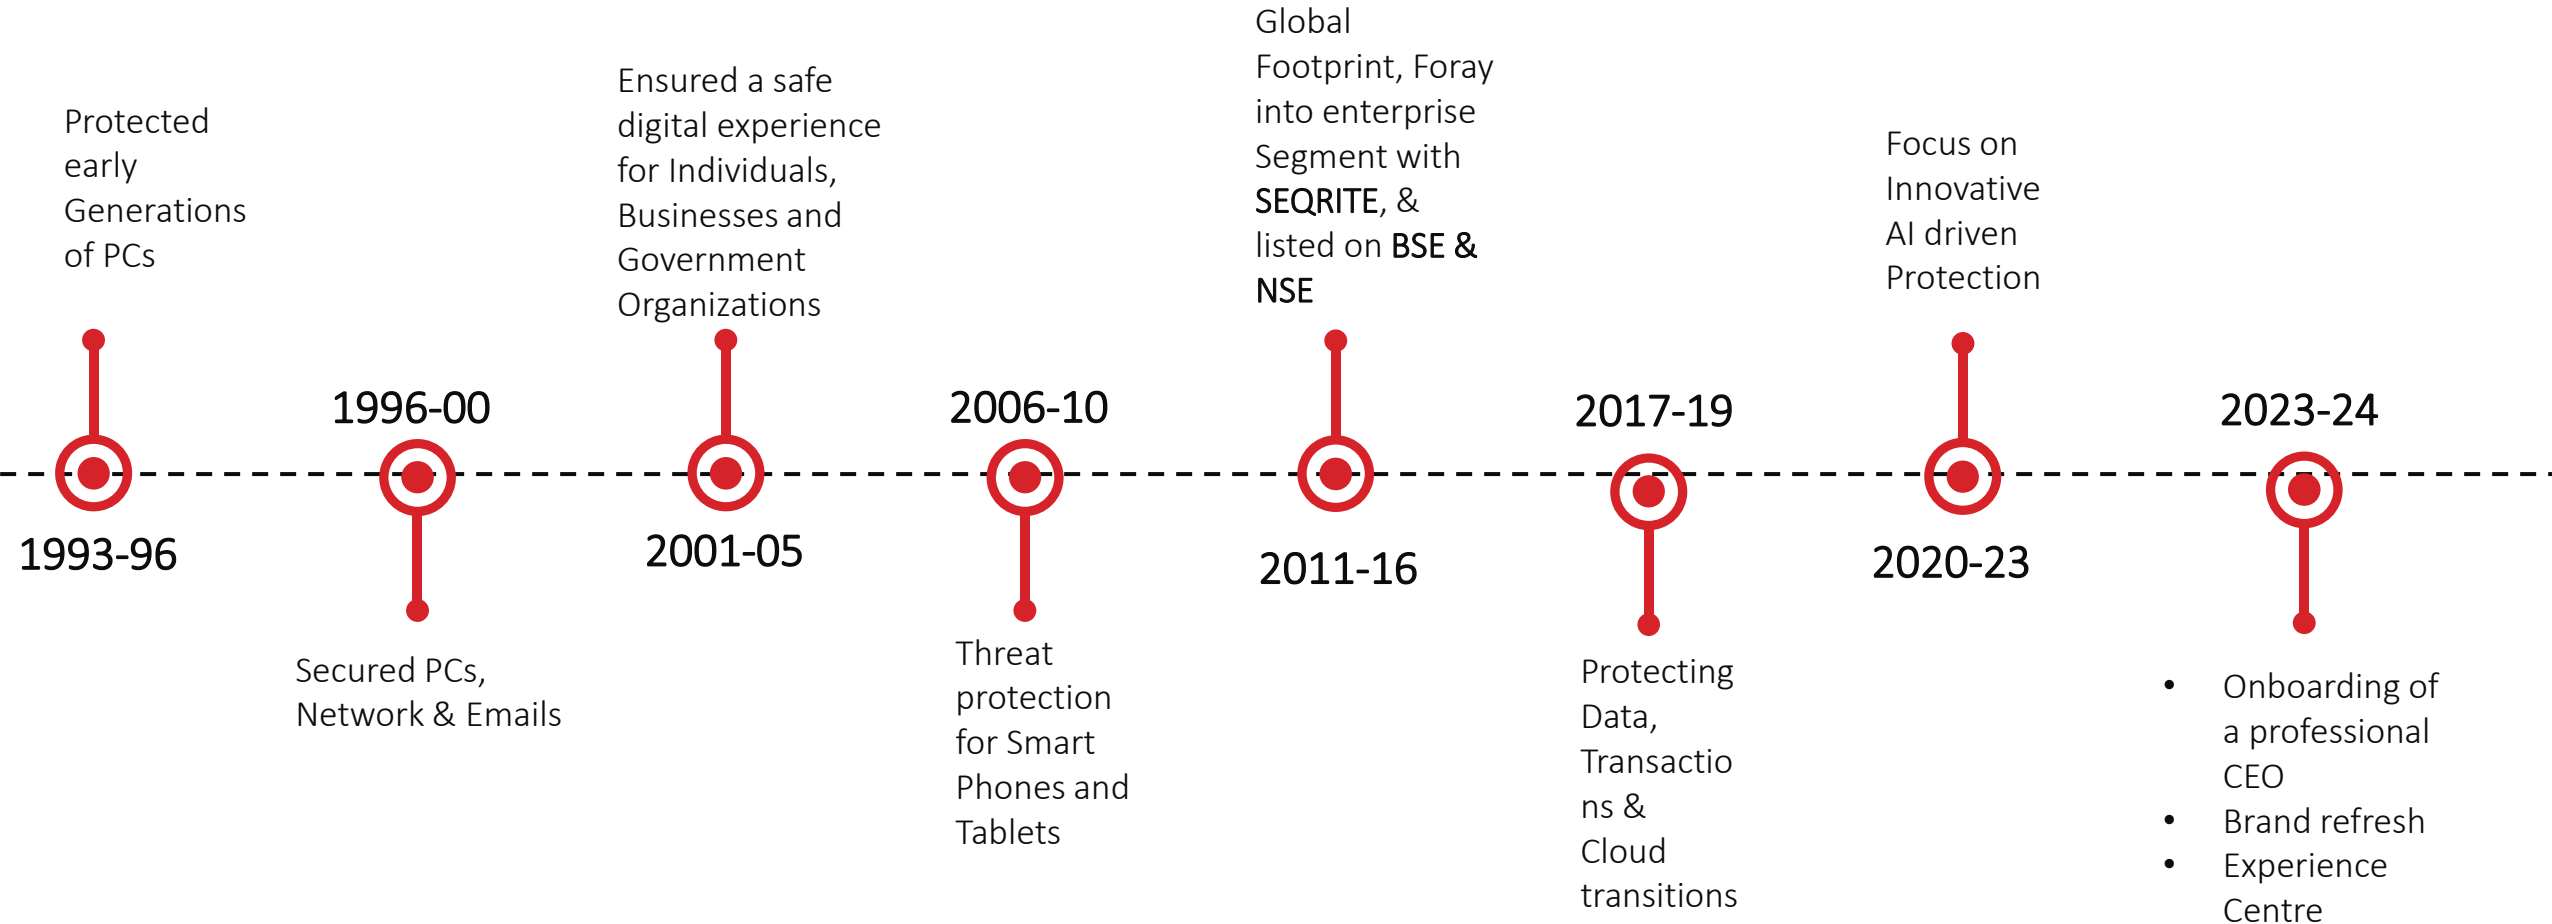 Protected
early
Generations
of PCs
1993-96
1996-00
Secured PCs,
Network & Emails
Ensured a safe
digital experience
for Individuals,
Businesses and
Government
Organizations
2001-05
2006-10
Threat
protection
for Smart
Phones and
Tablets
Global
Footprint, Foray
into enterprise
Segment with
SEQRITE, &
listed on BSE &
NSE
2011-16
2017-19
Protecting
Data,
Transactio
ns &
Cloud
transitions
Focus on
Innovative
AI driven
Protection
2020-23
2023-24
• Onboarding of
a professional
CEO
• Brand refresh
• Experience
Centre